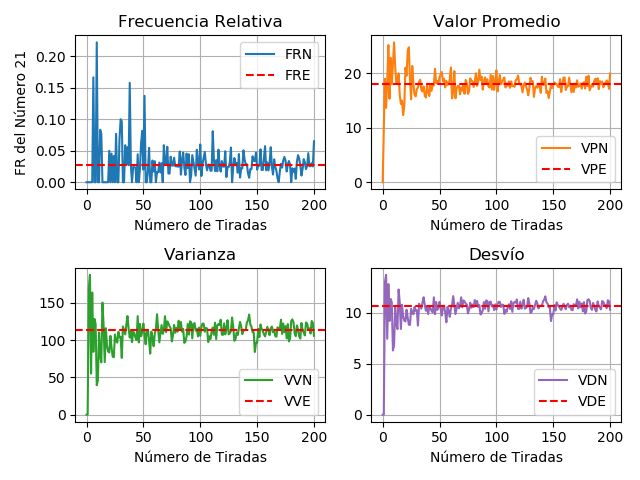 Frecuencia Relativa
FR del Número 21
0.20
0.15
0.10
0.05
0.00
FRN
FRE
0 50 100 150 200
Número de Tiradas
Valor Promedio
20
10
0
VPN
VPE
0 50 100 150 200
Número de Tiradas
Varianza
150
100
50
0
VVN
VVE
0 50 100 150 200
Número de Tiradas
Desvío
10
5
0
VDN
VDE
0 50 100 150 200
Número de Tiradas